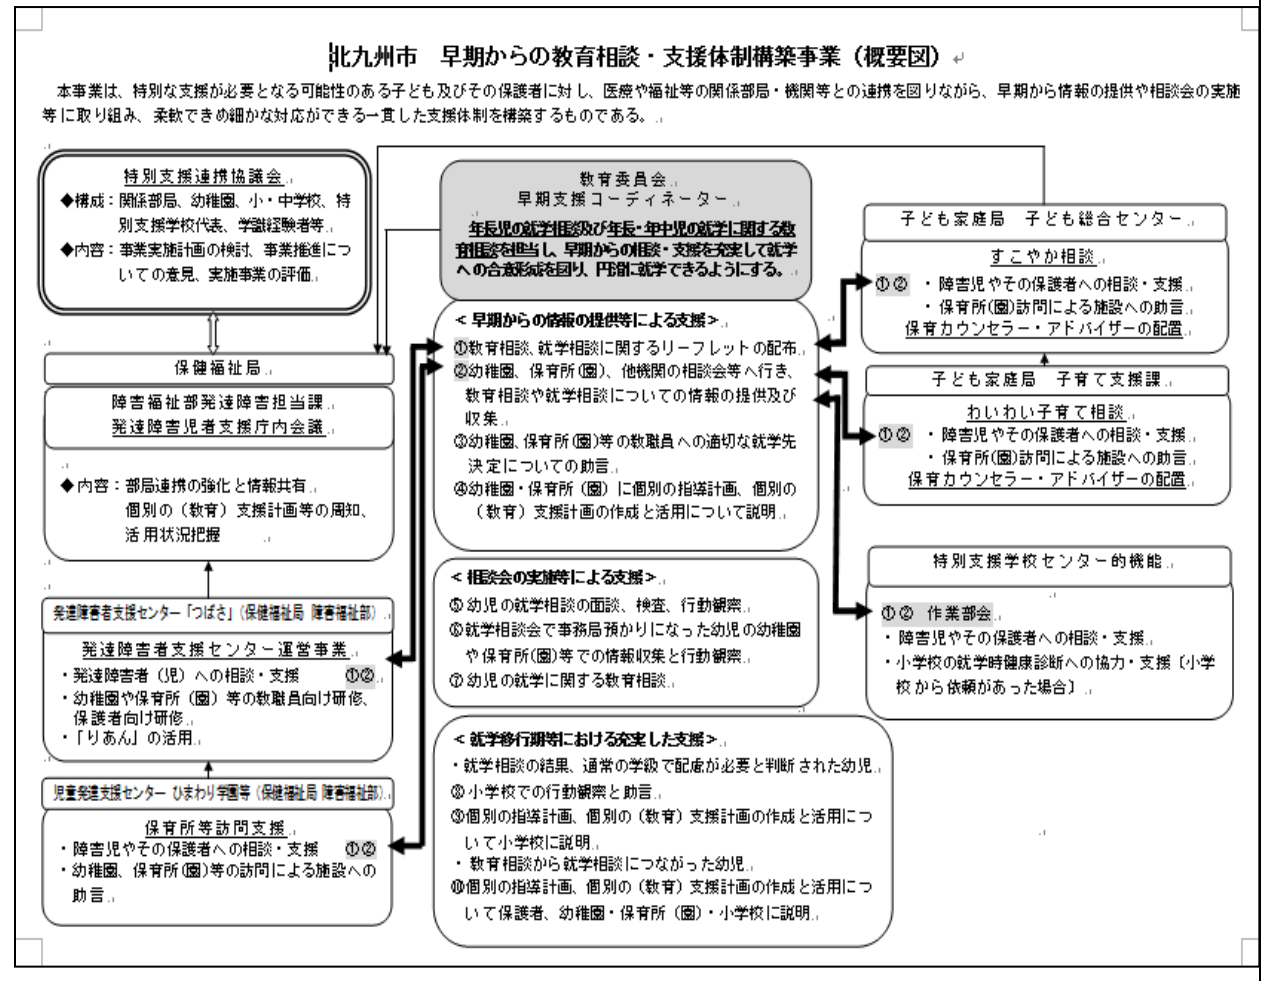 北九州市　早期からの教育相談・支援体制構築事業（概要図）
本事業は、特別な支援が必要となる可能性のある子ども及びその保護者に対し、医療や福祉等の関係部局・機関等との連携を図りながら、早期から情報の提供や相談会の実施
等に取り組み、柔軟できめ細かな対応ができる一貫した支援体制を構築するものである。
特別支援連携協議会
◆構成：関係部局、幼稚園、小・中学校、特
別支援学校代表、学識経験者等
◆内容：事業実施計画の検討、事業推進につ
いての意見、実施事業の評価
保健福祉局
障害福祉部発達障害担当課
発達障害児者支援庁内会議
◆内容：部局連携の強化と情報共有
個別の（教育）支援計画等の周知、
活用状況把握
発達障害者支援センター「つばさ」（保健福祉局 障害福祉部）
発達障害者支援センター運営事業
・発達障害者（児）への相談・支援　①②
・幼稚園や保育所（園）等の教職員向け研修、
保護者向け研修
・「りあん」の活用
児童発達支援センター ひまわり学園等（保健福祉局 障害福祉部）
保育所等訪問支援
・障害児やその保護者への相談・支援　①②
・幼稚園、保育所(園)等の訪問による施設への
助言
教育委員会
早期支援コーディネーター
年長児の就学相談及び年長・年中児の就学に関する教
育相談を担当し、早期からの相談・支援を充実して就学
への合意形成を図り、円滑に就学できるようにする。
＜早期からの情報の提供等による支援＞
①教育相談、就学相談に関するリーフレットの配布
②幼稚園、保育所(園)、他機関の相談会等へ行き、
教育相談や就学相談についての情報の提供及び
収集
③幼稚園、保育所(園)等の教職員への適切な就学先
決定についての助言
④幼稚園・保育所（園）に個別の指導計画、個別の
（教育）支援計画の作成と活用について説明
＜相談会の実施等による支援＞
⑤幼児の就学相談の面談、検査、行動観察
⑥就学相談会で事務局預かりになった幼児の幼稚園
や保育所(園)等での情報収集と行動観察
⑦幼児の就学に関する教育相談
＜就学移行期等における充実した支援＞
・就学相談の結果、通常の学級で配慮が必要と判断された幼児
⑧小学校での行動観察と助言
⑨個別の指導計画、個別の（教育）支援計画の作成と活用につ
いて小学校に説明
・教育相談から就学相談につながった幼児
⑩個別の指導計画、個別の（教育）支援計画の作成と活用につ
いて保護者、幼稚園・保育所（園）・小学校に説明
子ども家庭局　子ども総合センター
すこやか相談
①②　・障害児やその保護者への相談・支援
・保育所(園)訪問による施設への助言
保育カウンセラー・アドバイザーの配置
子ども家庭局　子育て支援課
わいわい子育て相談
①②　・障害児やその保護者への相談・支援
・保育所(園)訪問による施設への助言
保育カウンセラー・アドバイザーの配置
特別支援学校センター的機能
①②　作業部会
・障害児やその保護者への相談・支援
・小学校の就学時健康診断への協力・支援〔小学
校から依頼があった場合〕